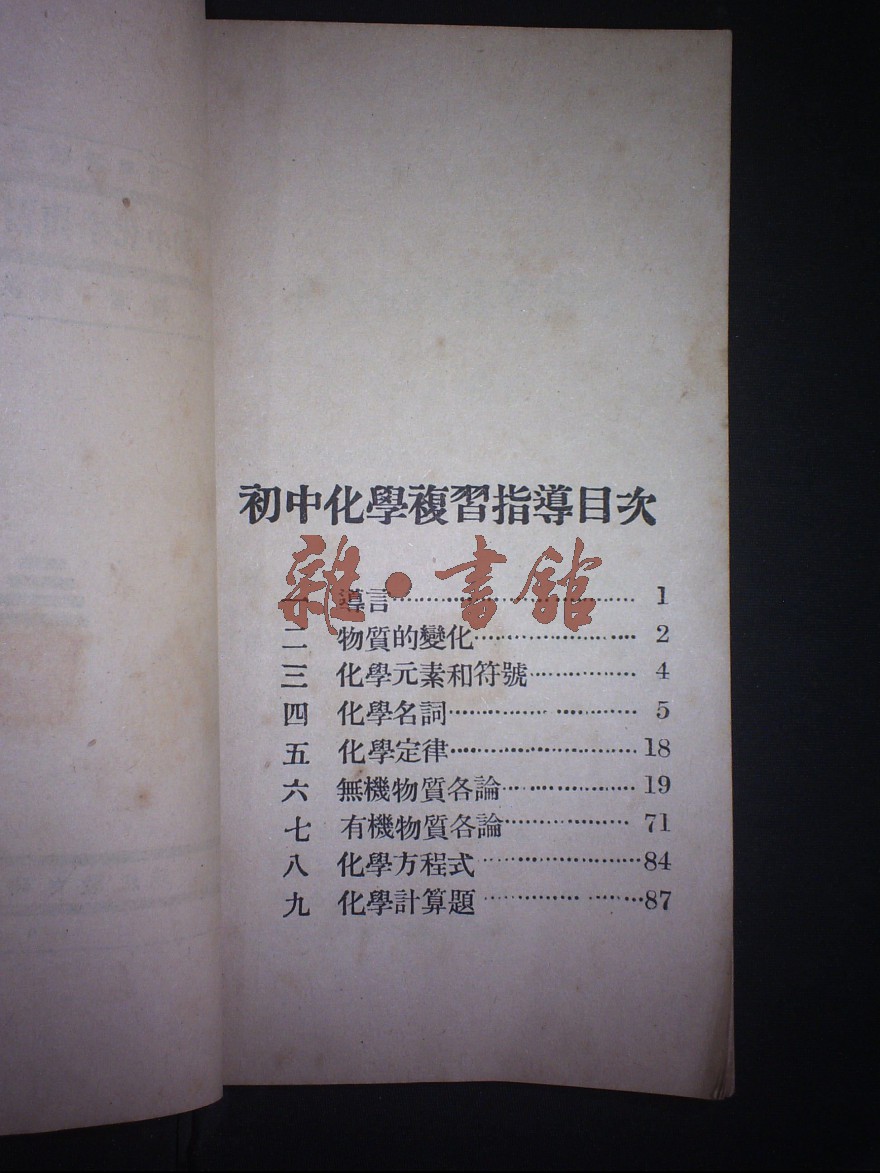 初中化學複習指導目次
雜·書館
一 導言 1
二 物質的變化 2
三 化學元素和符號 4
四 化學名詞 5
五 化學定律 18
六 無機物質各論 19
七 有機物質各論 71
八 化學方程式 84
九 化學計算題 87